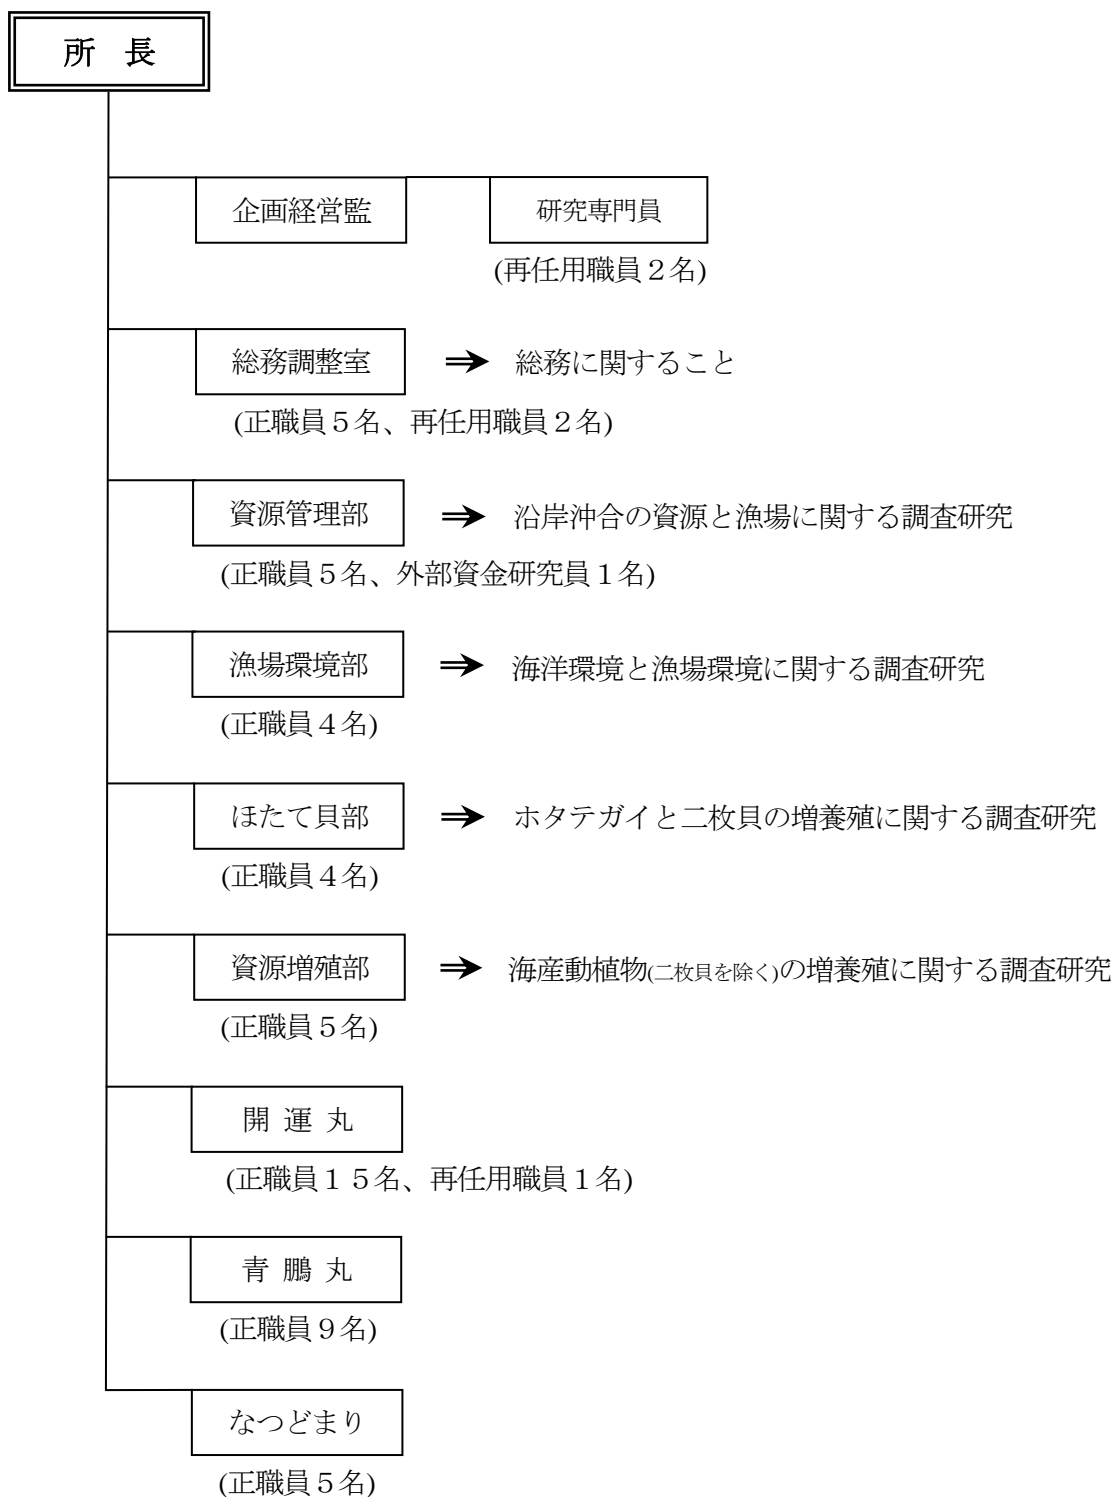 所 長
企画経営監 研究専門員
(再任用職員２名)
総務調整室 ⇒ 総務に関すること
(正職員５名、再任用職員２名)
資源管理部 ⇒ 沿岸沖合の資源と漁場に関する調査研究
(正職員５名、外部資金研究員１名)
漁場環境部 ⇒ 海洋環境と漁場環境に関する調査研究
(正職員４名)
ほたて貝部 ⇒ ホタテガイと二枚貝の増養殖に関する調査研究
(正職員４名)
資源増殖部 ⇒ 海産動植物(二枚貝を除く)の増養殖に関する調査研究
(正職員５名)
開 運 丸
(正職員１５名、再任用職員１名)
青 鵬 丸
(正職員９名)
なつどまり
(正職員５名)